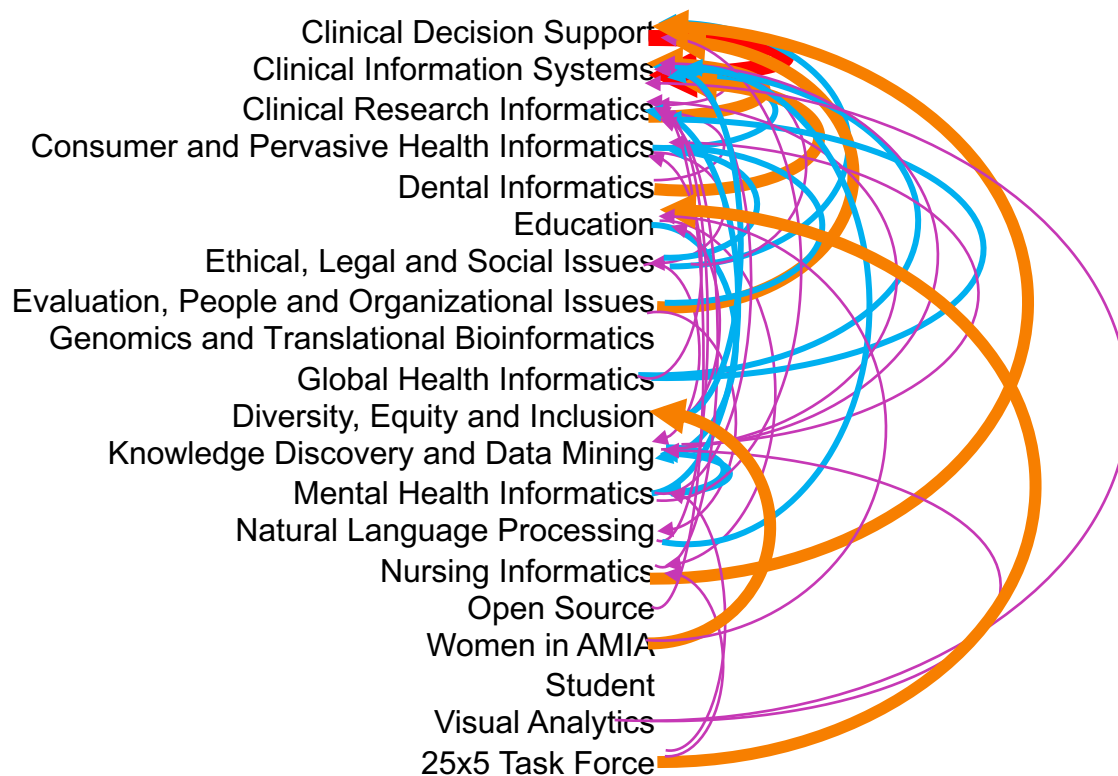 Clinical Decision Support
Clinical Information Systems
Clinical Research Informatics
Consumer and Pervasive Health Informatics
Dental Informatics
Education
Ethical, Legal and Social Issues
Evaluation, People and Organizational Issues
Genomics and Translational Bioinformatics
Global Health Informatics
Diversity, Equity and Inclusion
Knowledge Discovery and Data Mining
Mental Health Informatics
Natural Language Processing
Nursing Informatics
Open Source
Women in AMIA
Student
Visual Analytics
25x5 Task Force